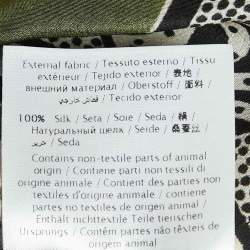 External fabric / Tessuto esterno / Tissu
extérieur / Tejido exterior / 表地 /
внешний материал / Oberstoff / 面料 /
قماش خارجي / Tecido exterior
100% Silk / Seta / Soie / Seda / 絹 /
Натуральный шелк / Seide / 桑蚕丝 /
حرير / Seda
Contains non-textile parts of animal
origin / Contiene parti non tessili di
origine animale / Contient des parties
non textiles d'origine animale /
contiene partes no textiles de origen
animal /
Enthält nichttextile Teile tierischen
Ursprungs / Contém partes não têxteis de
origem animal